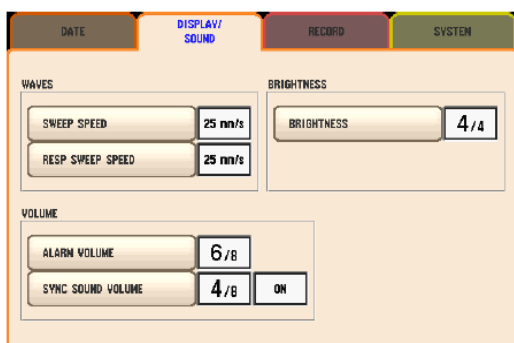 DATE
DISPLAY/
SOUND
RECORD
SYSTEM
WAVES
SWEEP SPEED 25 mm/s
RESP SWEEP SPEED 25 mm/s
BRIGHTNESS
BRIGHTNESS 4/4
VOLUME
ALARM VOLUME 6/8
SYNC SOUND VOLUME 4/8 ON